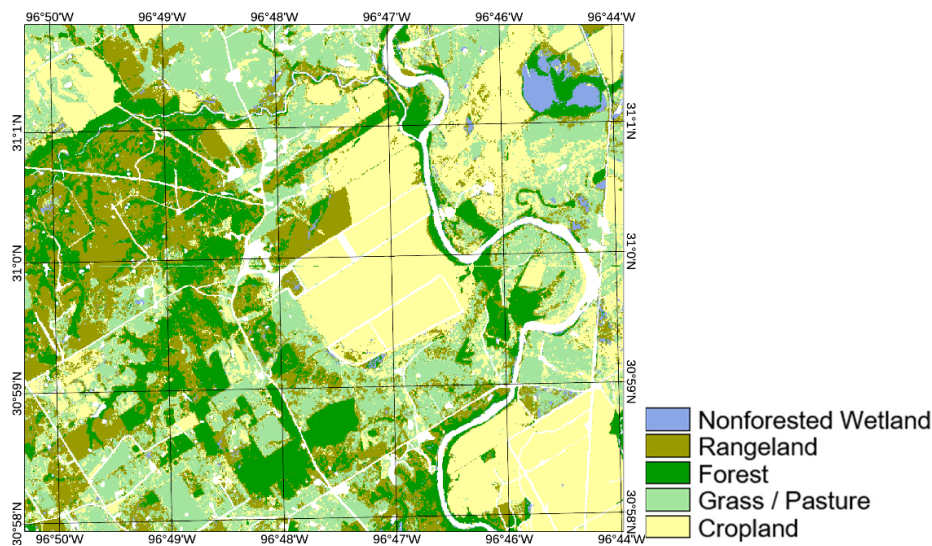 96°50'W 96°49'W 96°48'W 96°47'W 96°46'W 96°44'W
31°1'N
31°1'N
31°0'N
31°0'N
30°59'N
30°59'N
30°58'N
30°58'N
96°50'W 96°49'W 96°48'W 96°47'W 96°46'W 96°44'W
Nonforested Wetland
Rangeland
Forest
Grass / Pasture
Cropland